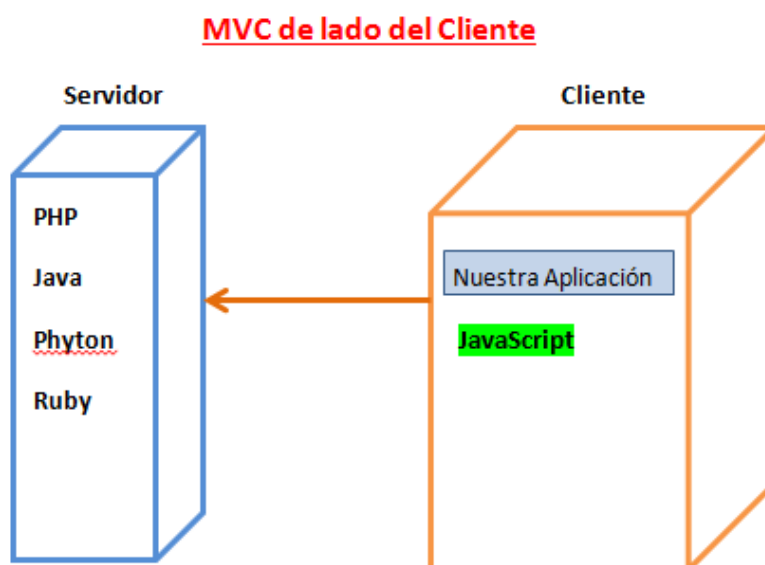 MVC de lado del Cliente
Servidor
Cliente
PHP
Java
Phyton
Ruby
Nuestra Aplicación
JavaScript